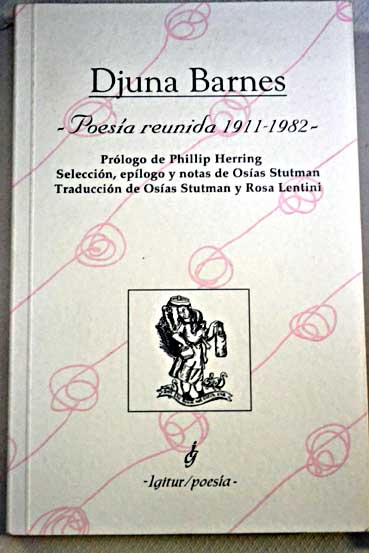 Djuna Barnes
-Poesía reunida 1911-1982-
Prólogo de Phillip Herring
Selección, epílogo y notas de Osías Stutman
Traducción de Osías Stutman y Rosa Lentini
-Igitur/poesía-